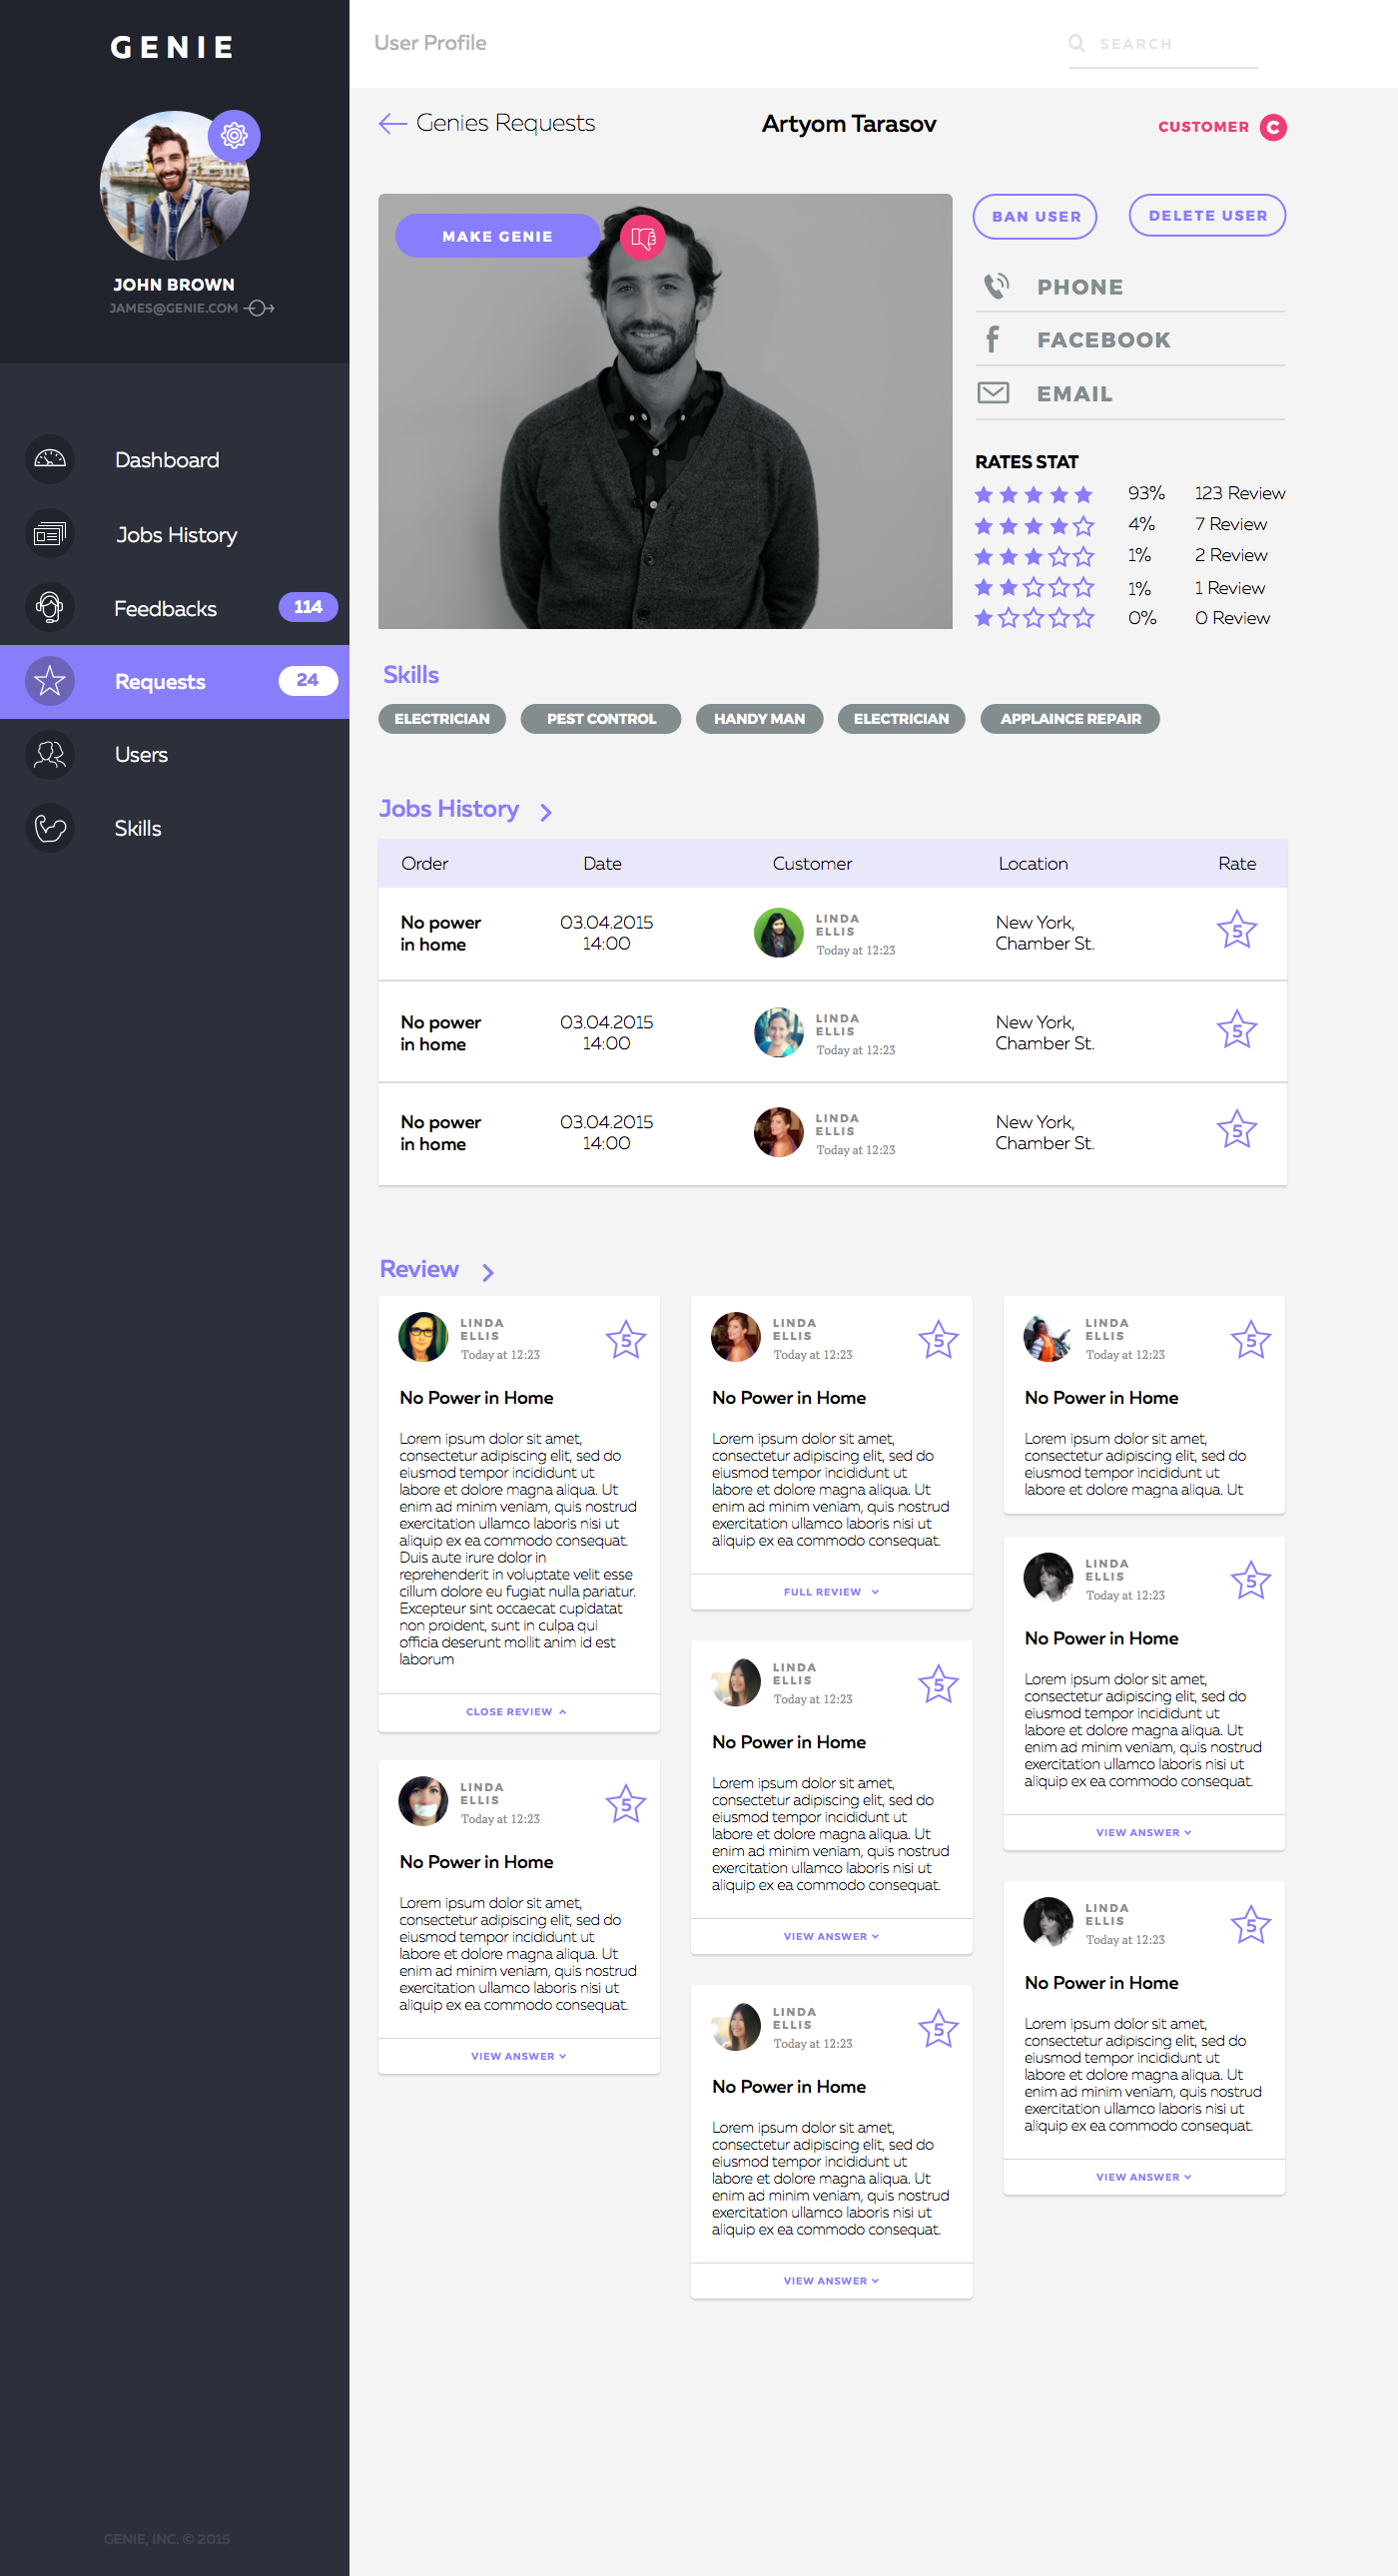 GENIE
JOHN BROWN
JAMES@GENIE.COM
Dashboard
Jobs History
Feedbacks 114
Requests 24
Users
Skills
GENIE, INC. © 2015
User Profile
SEARCH
Genies Requests
Artyom Tarasov
CUSTOMER C
MAKE GENIE
BAN USER
DELETE USER
PHONE
FACEBOOK
EMAIL
RATES STAT
93% 123 Review
4% 7 Review
1% 2 Review
1% 1 Review
0% 0 Review
Skills
ELECTRICIAN PEST CONTROL HANDY MAN ELECTRICIAN APPLAINCE REPAIR
Jobs History
Order Date Customer Location Rate
No power
in home
03.04.2015
14:00
LINDA
ELLIS
Today at 12:23
New York,
Chamber St.
5
No power
in home
03.04.2015
14:00
LINDA
ELLIS
Today at 12:23
New York,
Chamber St.
5
No power
in home
03.04.2015
14:00
LINDA
ELLIS
Today at 12:23
New York,
Chamber St.
5
Review
LINDA
ELLIS
Today at 12:23
5
No Power in Home
Lorem ipsum dolor sit amet,
consectetur adipiscing elit, sed do
eiusmod tempor incididunt ut
labore et dolore magna aliqua. Ut
enim ad minim veniam, quis nostrud
exercitation ullamco laboris nisi ut
aliquip ex ea commodo consequat.
Duis aute irure dolor in
reprehenderit in voluptate velit esse
cillum dolore eu fugiat nulla pariatur.
Excepteur sint occaecat cupidatat
non proident, sunt in culpa qui
officia deserunt mollit anim id est
laborum
CLOSE REVIEW
LINDA
ELLIS
Today at 12:23
5
No Power in Home
Lorem ipsum dolor sit amet,
consectetur adipiscing elit, sed do
eiusmod tempor incididunt ut
labore et dolore magna aliqua. Ut
enim ad minim veniam, quis nostrud
exercitation ullamco laboris nisi ut
aliquip ex ea commodo consequat.
VIEW ANSWER
LINDA
ELLIS
Today at 12:23
5
No Power in Home
Lorem ipsum dolor sit amet,
consectetur adipiscing elit, sed do
eiusmod tempor incididunt ut
labore et dolore magna aliqua. Ut
enim ad minim veniam, quis nostrud
exercitation ullamco laboris nisi ut
aliquip ex ea commodo consequat.
FULL REVIEW
LINDA
ELLIS
Today at 12:23
5
No Power in Home
Lorem ipsum dolor sit amet,
consectetur adipiscing elit, sed do
eiusmod tempor incididunt ut
labore et dolore magna aliqua. Ut
enim ad minim veniam, quis nostrud
exercitation ullamco laboris nisi ut
aliquip ex ea commodo consequat.
VIEW ANSWER
LINDA
ELLIS
Today at 12:23
5
No Power in Home
Lorem ipsum dolor sit amet,
consectetur adipiscing elit, sed do
eiusmod tempor incididunt ut
labore et dolore magna aliqua. Ut
enim ad minim veniam, quis nostrud
exercitation ullamco laboris nisi ut
aliquip ex ea commodo consequat.
VIEW ANSWER
LINDA
ELLIS
Today at 12:23
5
No Power in Home
Lorem ipsum dolor sit amet,
consectetur adipiscing elit, sed do
eiusmod tempor incididunt ut
labore et dolore magna aliqua. Ut
LINDA
ELLIS
Today at 12:23
5
No Power in Home
Lorem ipsum dolor sit amet,
consectetur adipiscing elit, sed do
eiusmod tempor incididunt ut
labore et dolore magna aliqua. Ut
enim ad minim veniam, quis nostrud
exercitation ullamco laboris nisi ut
aliquip ex ea commodo consequat.
VIEW ANSWER
LINDA
ELLIS
Today at 12:23
5
No Power in Home
Lorem ipsum dolor sit amet,
consectetur adipiscing elit, sed do
eiusmod tempor incididunt ut
labore et dolore magna aliqua. Ut
enim ad minim veniam, quis nostrud
exercitation ullamco laboris nisi ut
aliquip ex ea commodo consequat.
VIEW ANSWER